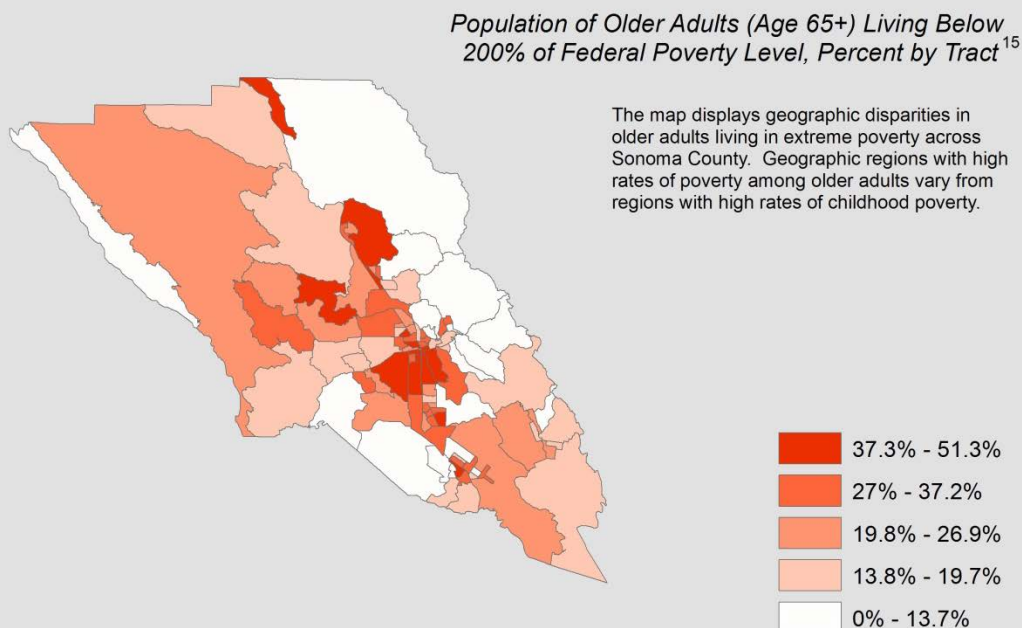 Population of Older Adults (Age 65+) Living Below
200% of Federal Poverty Level, Percent by Tract 15
The map displays geographic disparities in
older adults living in extreme poverty across
Sonoma County. Geographic regions with high
rates of poverty among older adults vary from
regions with high rates of childhood poverty.
37.3% - 51.3%
27% - 37.2%
19.8% - 26.9%
13.8% - 19.7%
0% - 13.7%